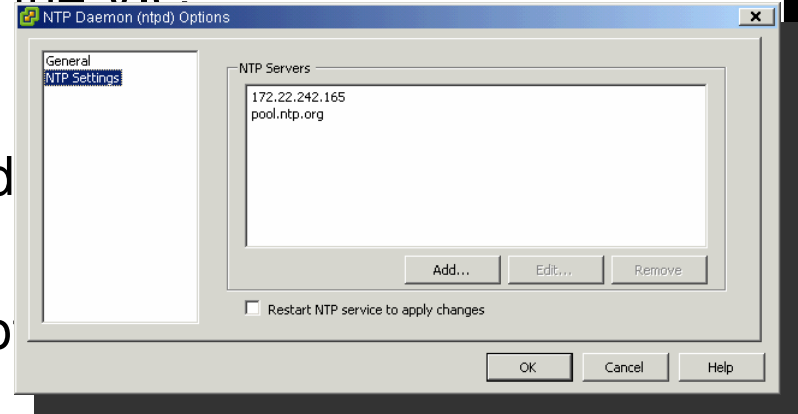 NTP Daemon (ntpd) Options
General
NTP Settings
NTP Servers
172.22.242.165
pool.ntp.org
Add...
Edit...
Remove
Restart NTP service to apply changes
OK
Cancel
Help